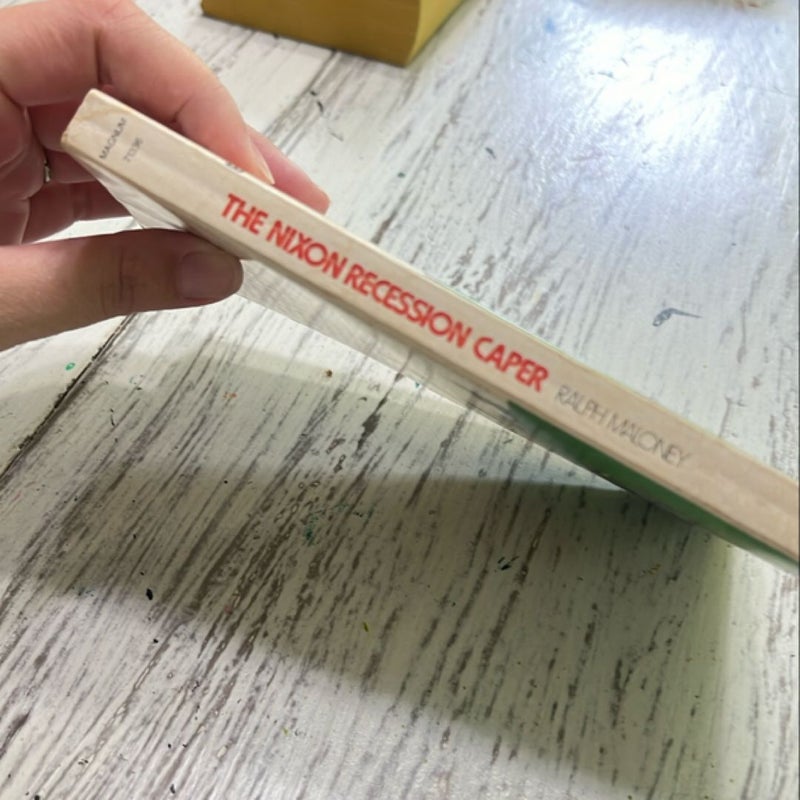 MAGNUM
THE NIXON RECESSION CAPER
RALPH MALONEY